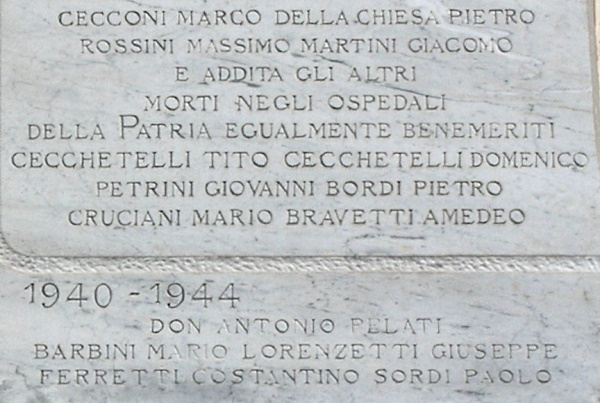 CECCONI MARCO DELLA CHIESA PIETRO
ROSSINI MASSIMO MARTINI GIACOMO
E ADDITA GLI ALTRI
MORTI NEGLI OSPEDALI
DELLA PATRIA EGUALMENTE BENEMERITI
CECCHETELLI TITO CECCHETELLI DOMENICO
PETRINI GIOVANNI BORDI PIETRO
CRUCIANI MARIO BRAVETTI AMEDEO
1940 - 1944
DON ANTONIO PELATI
BARBINI MARIO LORENZETTI GIUSEPPE
FERRETTI COSTANTINO SORDI PAOLO